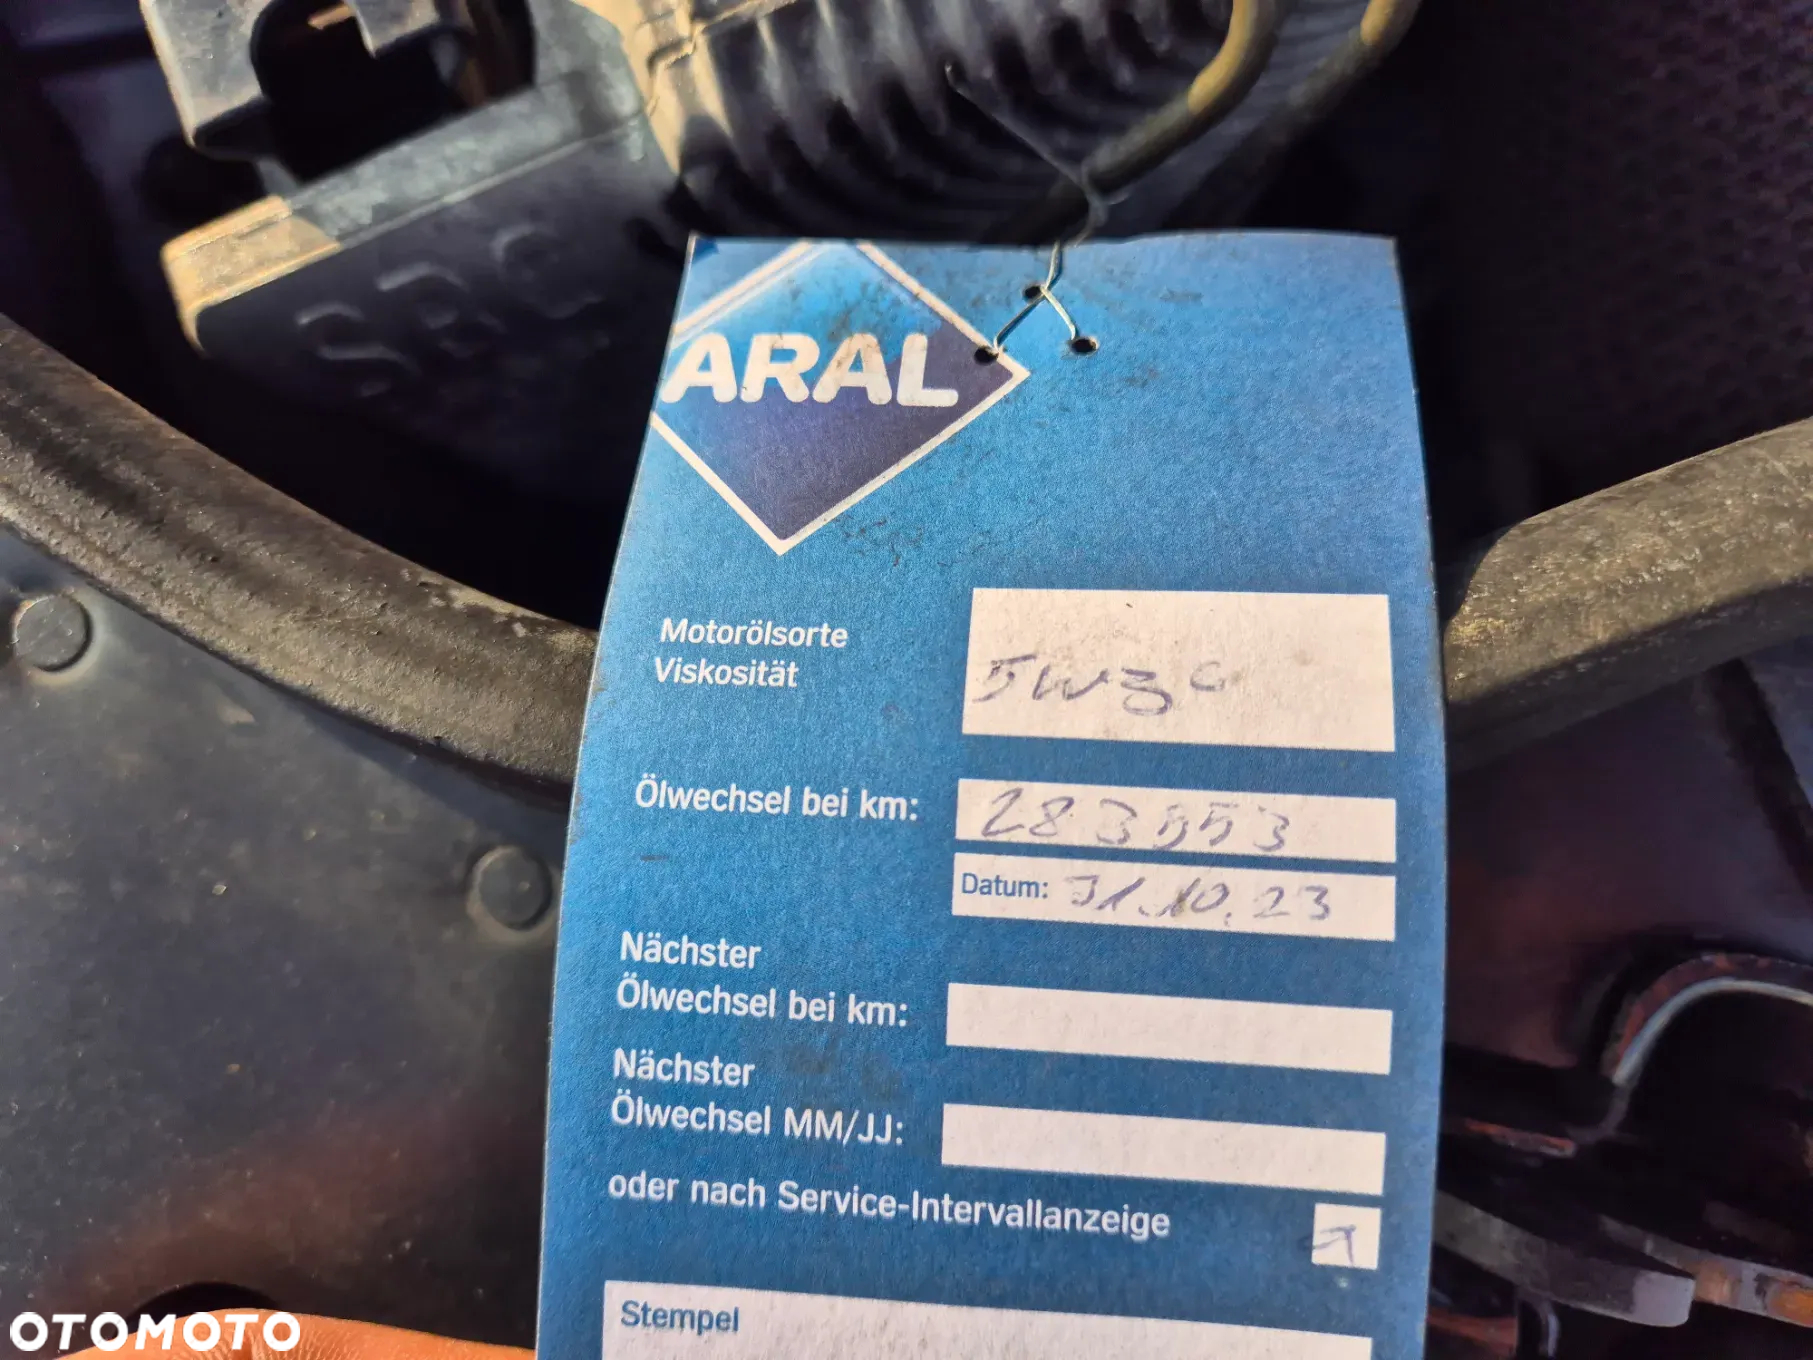 ARAL
Motorölsorte
Viskosität
5W30
Ölwechsel bei km:
283553
Datum: 31.10.23
Nächster
Ölwechsel bei km:
Nächster
Ölwechsel MM/JJ:
oder nach Service-Intervallanzeige
Stempel
OTOMOTO